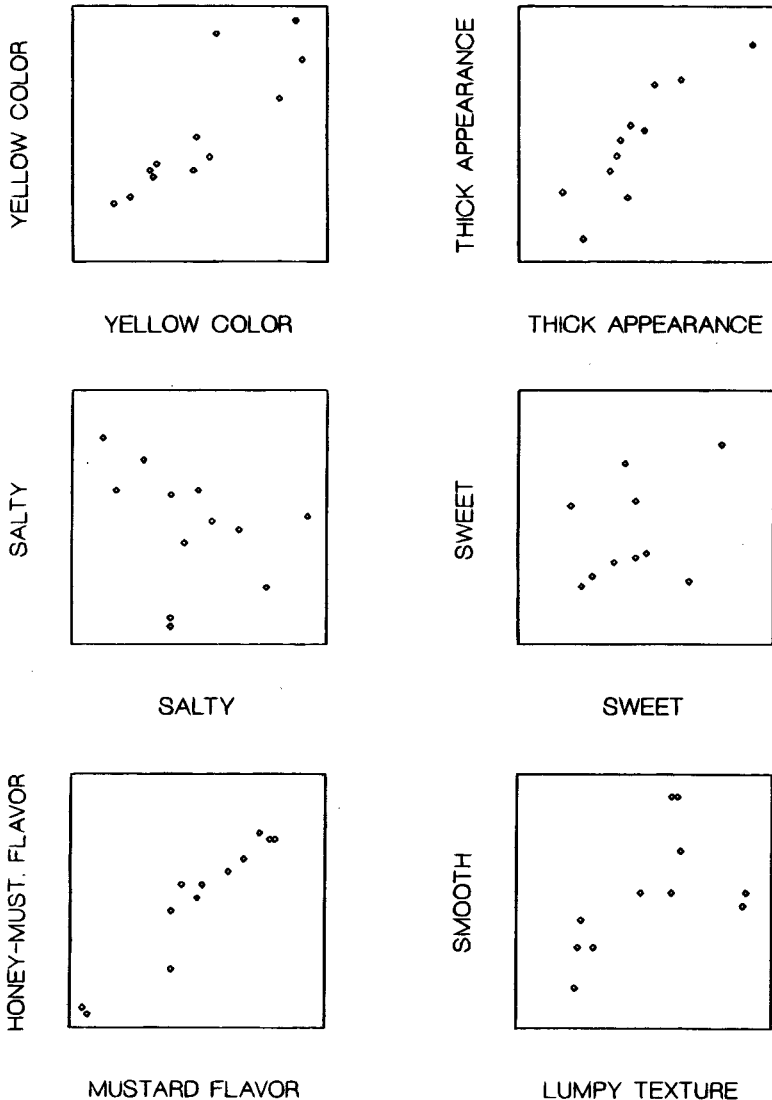 YELLOW COLOR
YELLOW COLOR
THICK APPEARANCE
THICK APPEARANCE
SALTY
SALTY
SWEET
SWEET
HONEY-MUST. FLAVOR
MUSTARD FLAVOR
SMOOTH
LUMPY TEXTURE